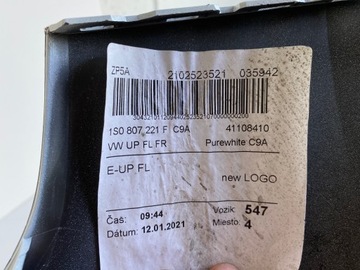 ZP5A 2102523521 035942
1S0 807 221 F C9A 41108410
VW UP FL FR Purewhite C9A
E-UP FL
new LOGO
Čas: 09:44 Vozik: 547
Dátum: 12.01.2021 Miesto: 4